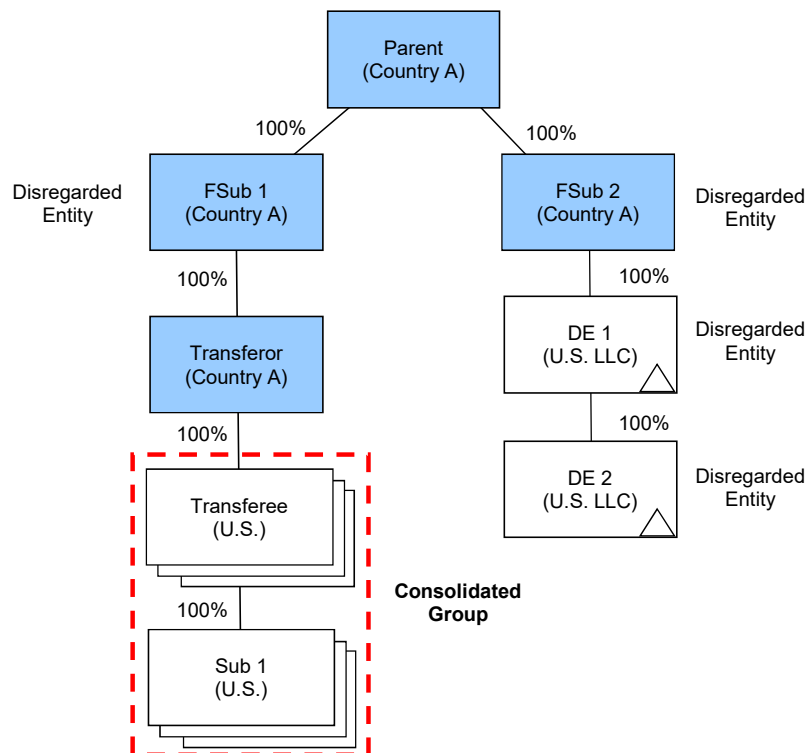 Parent
(Country A)
100%
100%
Disregarded
Entity
FSub 1
(Country A)
FSub 2
(Country A)
Disregarded
Entity
100%
100%
Transferor
(Country A)
DE 1
(U.S. LLC)
Disregarded
Entity
100%
100%
Transferee
(U.S.)
DE 2
(U.S. LLC)
Disregarded
Entity
100%
Consolidated
Group
Sub 1
(U.S.)